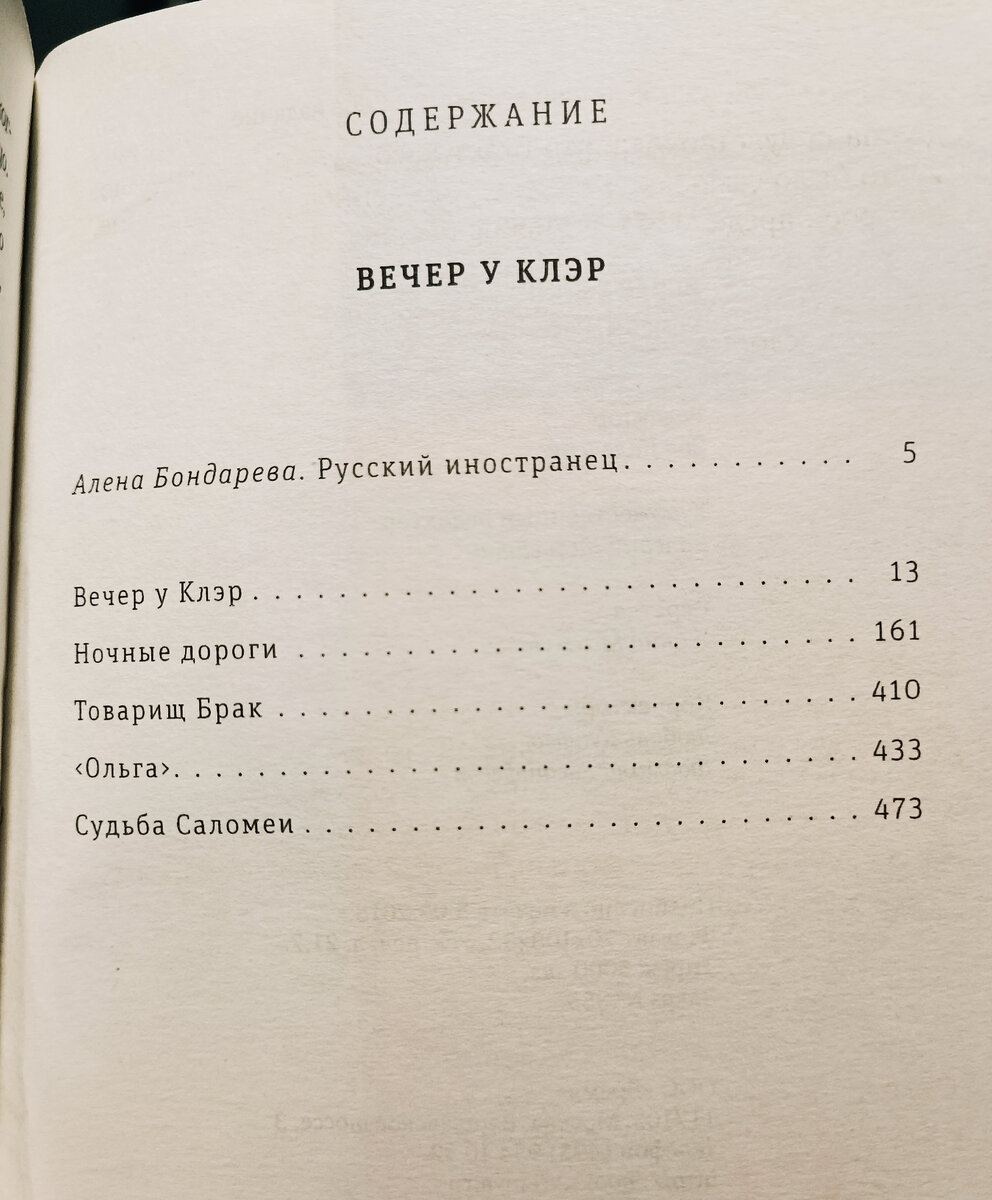 СОДЕРЖАНИЕ
ВЕЧЕР У КЛЭР
Алена Бондарева. Русский иностранец. . . . . . . . . . . 5
Вечер у Клэр . . . . . . . . . . . . . . . . . . . . . . 13
Ночные дороги . . . . . . . . . . . . . . . . . . . . 161
Товарищ Брак . . . . . . . . . . . . . . . . . . . . . 410
‹Ольга›. . . . . . . . . . . . . . . . . . . . . . . . 433
Судьба Саломеи . . . . . . . . . . . . . . . . . . . . 473